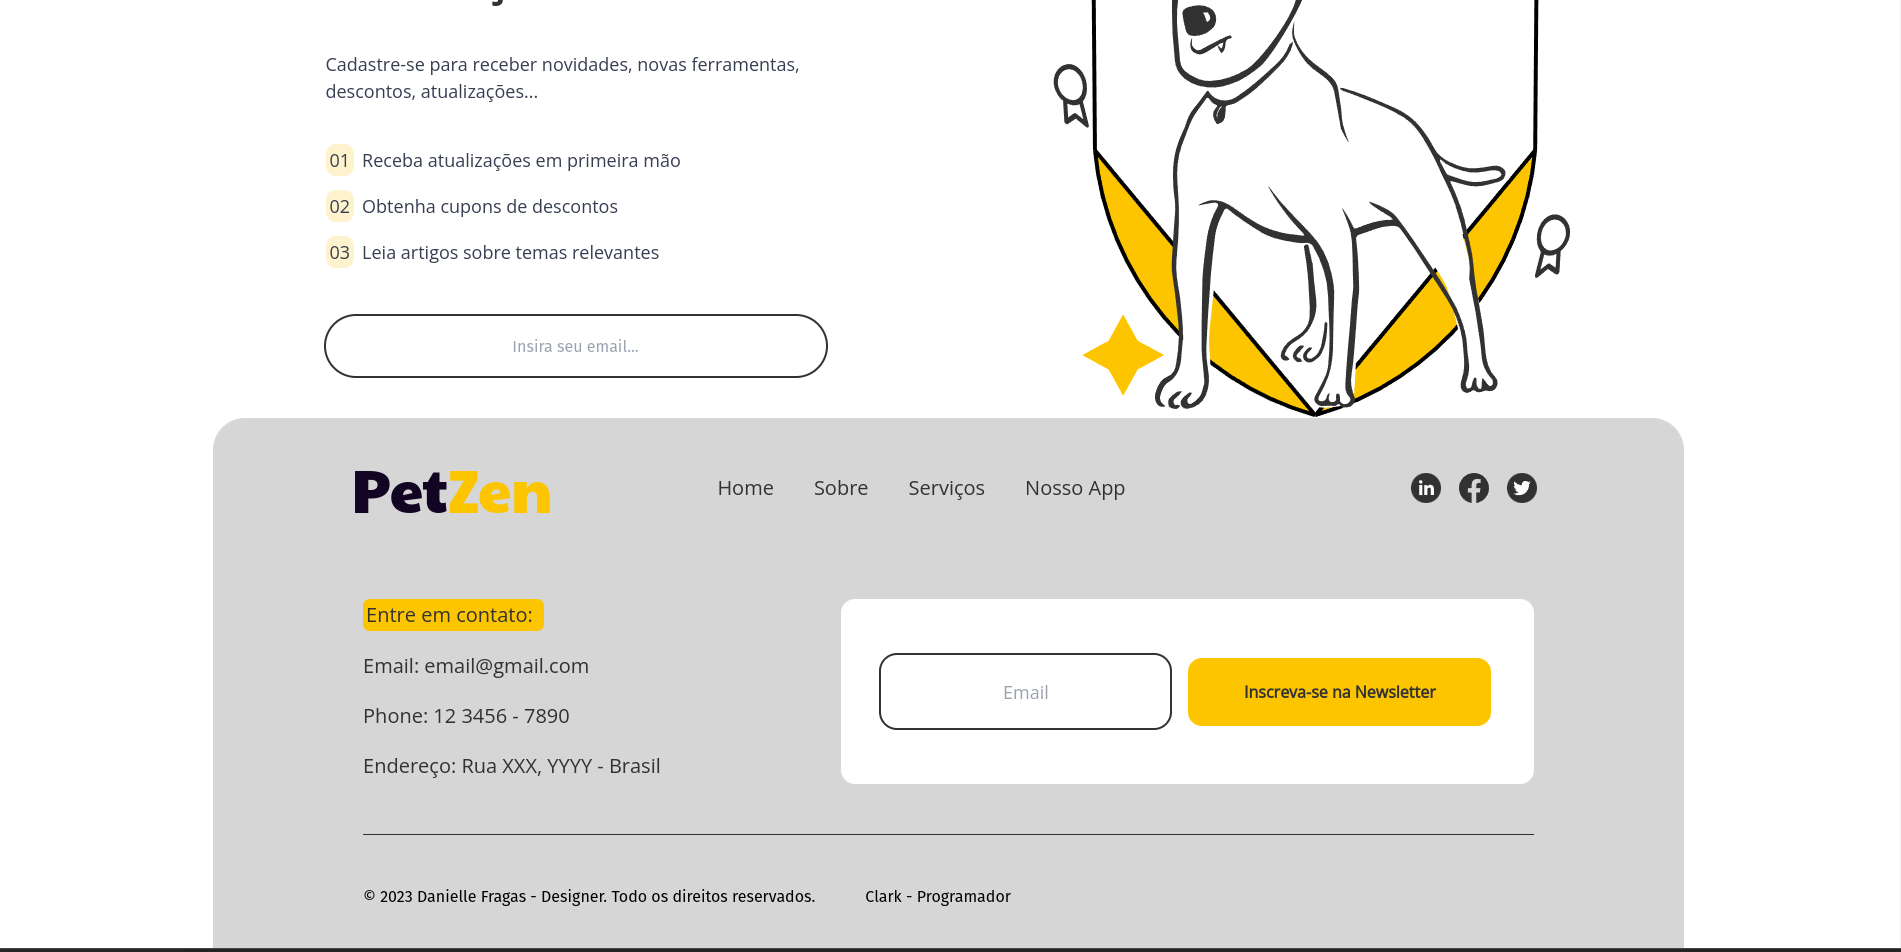 Cadastre-se para receber novidades, novas ferramentas,
descontos, atualizações...
01 Receba atualizações em primeira mão
02 Obtenha cupons de descontos
03 Leia artigos sobre temas relevantes
Insira seu email...
PetZen
Home Sobre Serviços Nosso App
in
Entre em contato:
Email: email@gmail.com
Phone: 12 3456 - 7890
Endereço: Rua XXX, YYYY - Brasil
Email
Inscreva-se na Newsletter
© 2023 Danielle Fragas - Designer. Todo os direitos reservados. Clark - Programador